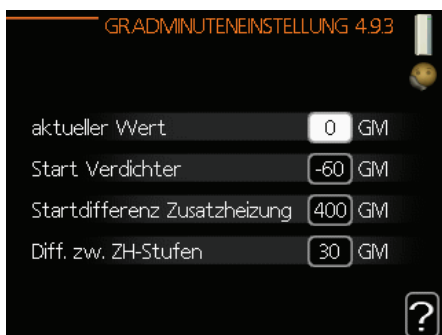 GRADMINUTENEINSTELLUNG 4.9.3
aktueller Wert 0 GM
Start Verdichter -60 GM
Startdifferenz Zusatzheizung 400 GM
Diff. zw. ZH-Stufen 30 GM
?